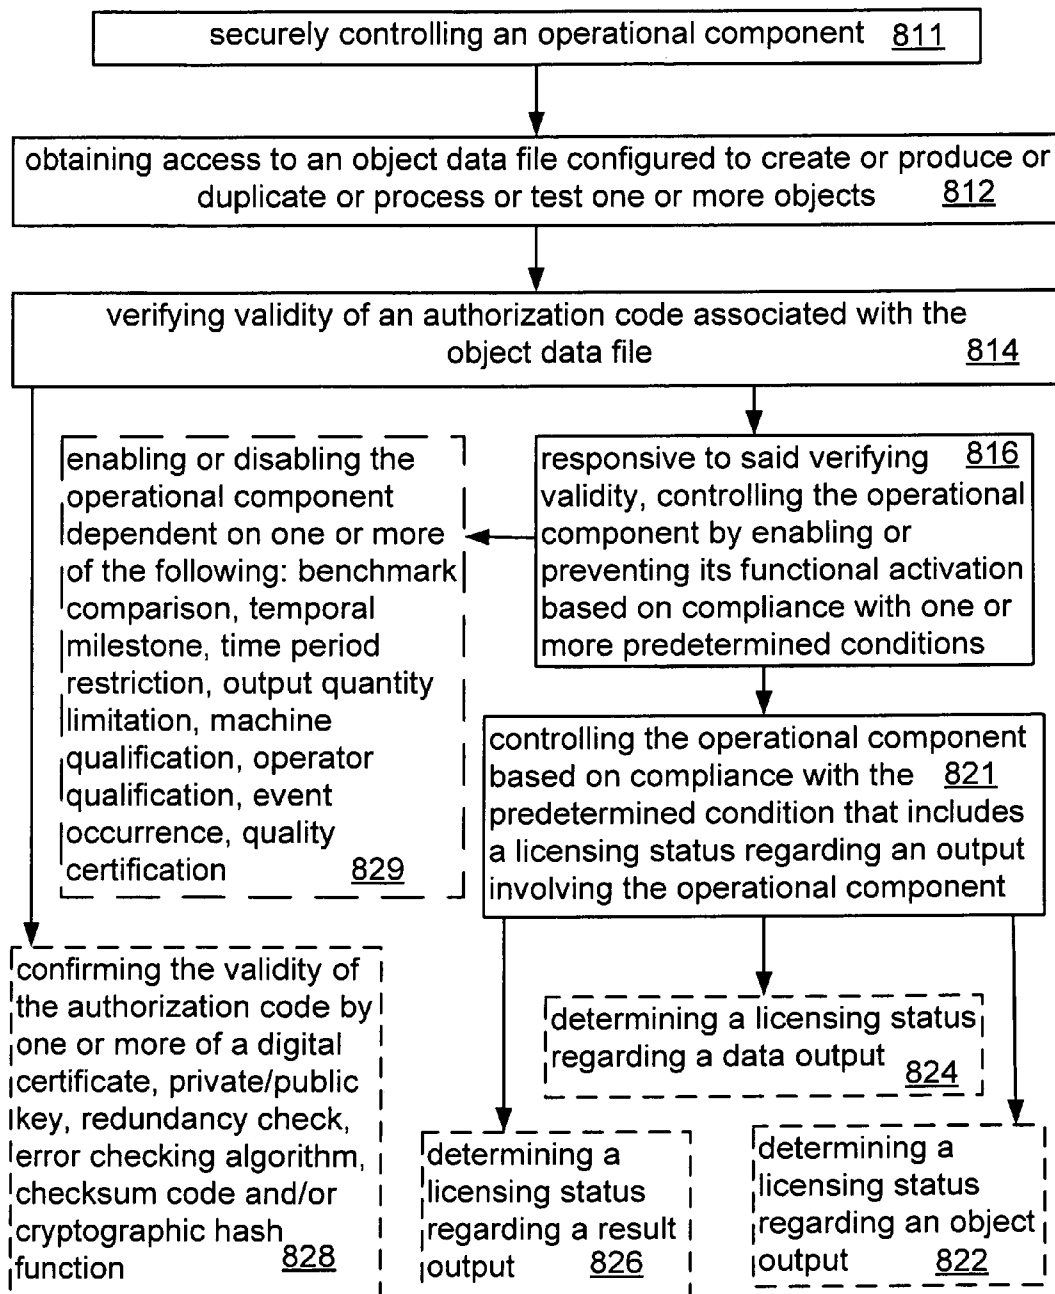 securely controlling an operational component 811
obtaining access to an object data file configured to create or produce or
duplicate or process or test one or more objects 812
verifying validity of an authorization code associated with the
object data file 814
enabling or disabling the
operational component
dependent on one or more
of the following: benchmark
comparison, temporal
milestone, time period
restriction, output quantity
limitation, machine
qualification, operator
qualification, event
occurrence, quality
certification 829
responsive to said verifying 816
validity, controlling the operational
component by enabling or
preventing its functional activation
based on compliance with one or
more predetermined conditions
controlling the operational component
based on compliance with the 821
predetermined condition that includes
a licensing status regarding an output
involving the operational component
confirming the validity of
the authorization code by
one or more of a digital
certificate, private/public
key, redundancy check,
error checking algorithm,
checksum code and/or
cryptographic hash
function 828
determining a licensing status
regarding a data output 824
determining a
licensing status
regarding a result
output 826
determining a
licensing status
regarding an object
output 822